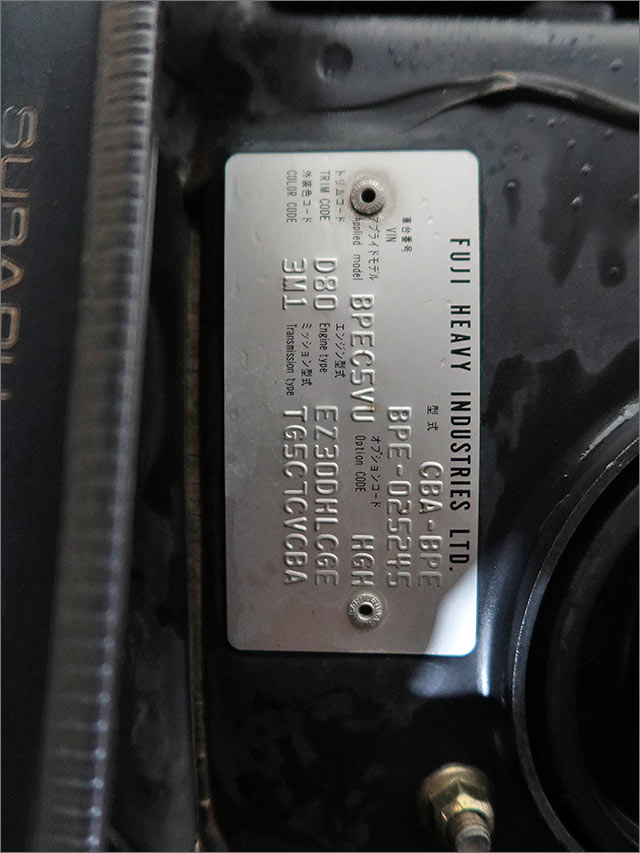 FUJI HEAVY INDUSTRIES LTD.
型式 CBA-BPE
車台番号
VIN BPE-025245
アプライドモデル
Applied model BPEC5VU オプションコード
Option CODE HGH
トリムコード
TRIM CODE D80 エンジン型式
Engine type EZ30DHLCGE
外装色コード
COLOR CODE 3W1 ミッション型式
Transmission type TG5C7CVCBA
SUBARU